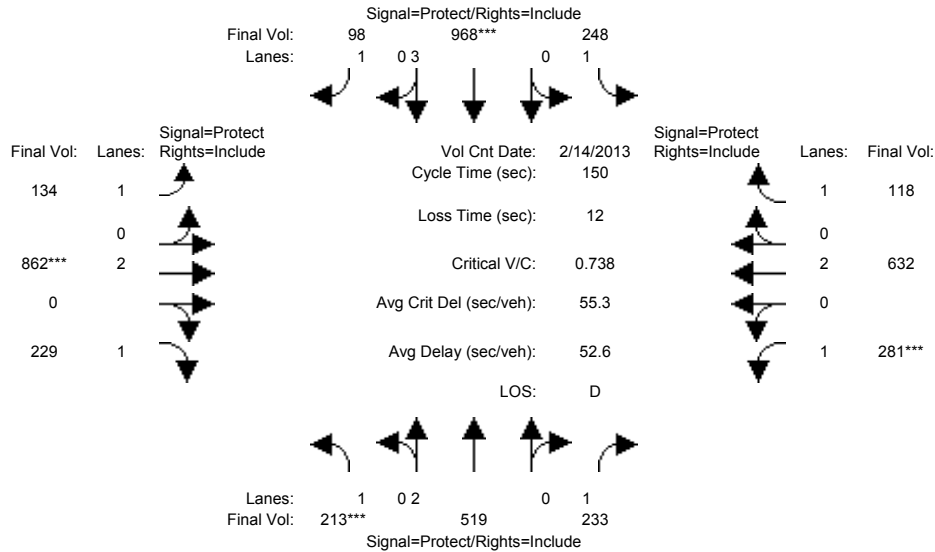 Signal=Protect/Rights=Include
Final Vol: 98 968*** 248
Lanes: 1 0 3 0 1
Signal=Protect
Final Vol: Lanes: Rights=Include
Vol Cnt Date: 2/14/2013
Signal=Protect
Rights=Include Lanes: Final Vol:
Cycle Time (sec): 150
134 1
1 118
Loss Time (sec): 12
0
0
862*** 2
Critical V/C: 0.738
2 632
0
Avg Crit Del (sec/veh): 55.3
0
229 1
Avg Delay (sec/veh): 52.6
1 281***
LOS: D
Lanes: 1 0 2 0 1
Final Vol: 213*** 519 233
Signal=Protect/Rights=Include